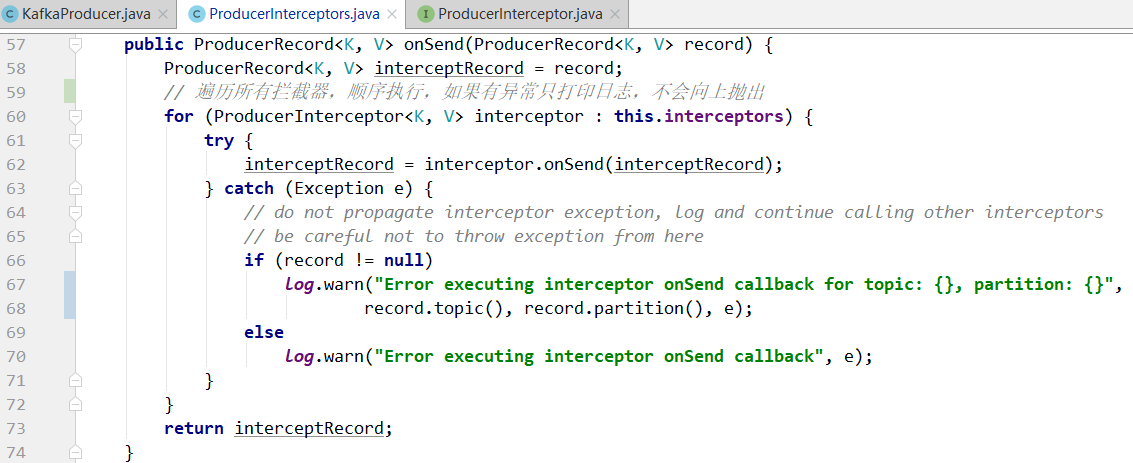 KafkaProducer.java ProducerInterceptors.java ProducerInterceptor.java
57 public ProducerRecord<K, V> onSend(ProducerRecord<K, V> record) {
58 ProducerRecord<K, V> interceptRecord = record;
59 // 遍历所有拦截器，顺序执行，如果有异常只打印日志，不会向上抛出
60 for (ProducerInterceptor<K, V> interceptor : this.interceptors) {
61 try {
62 interceptRecord = interceptor.onSend(interceptRecord);
63 } catch (Exception e) {
64 // do not propagate interceptor exception, log and continue calling other interceptors
65 // be careful not to throw exception from here
66 if (record != null)
67 log.warn("Error executing interceptor onSend callback for topic: {}, partition: {}",
68 record.topic(), record.partition(), e);
69 else
70 log.warn("Error executing interceptor onSend callback", e);
71 }
72 }
73 return interceptRecord;
74 }